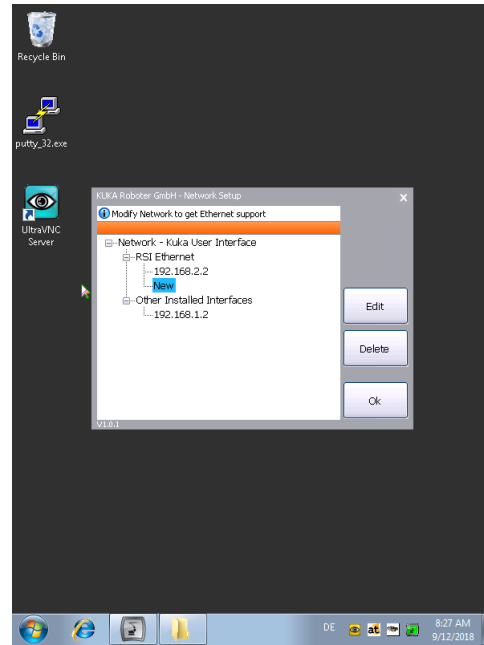 Recycle Bin
putty_32.exe
UltraVNC
Server
KUKA Roboter GmbH - Network Setup
x
Modify Network to get Ethernet support
Network - Kuka User Interface
RSI Ethernet
192.168.2.2
New
Other Installed Interfaces
192.168.1.2
Edit
Delete
Ok
V1.0.1
DE
at
8:27 AM
9/12/2018